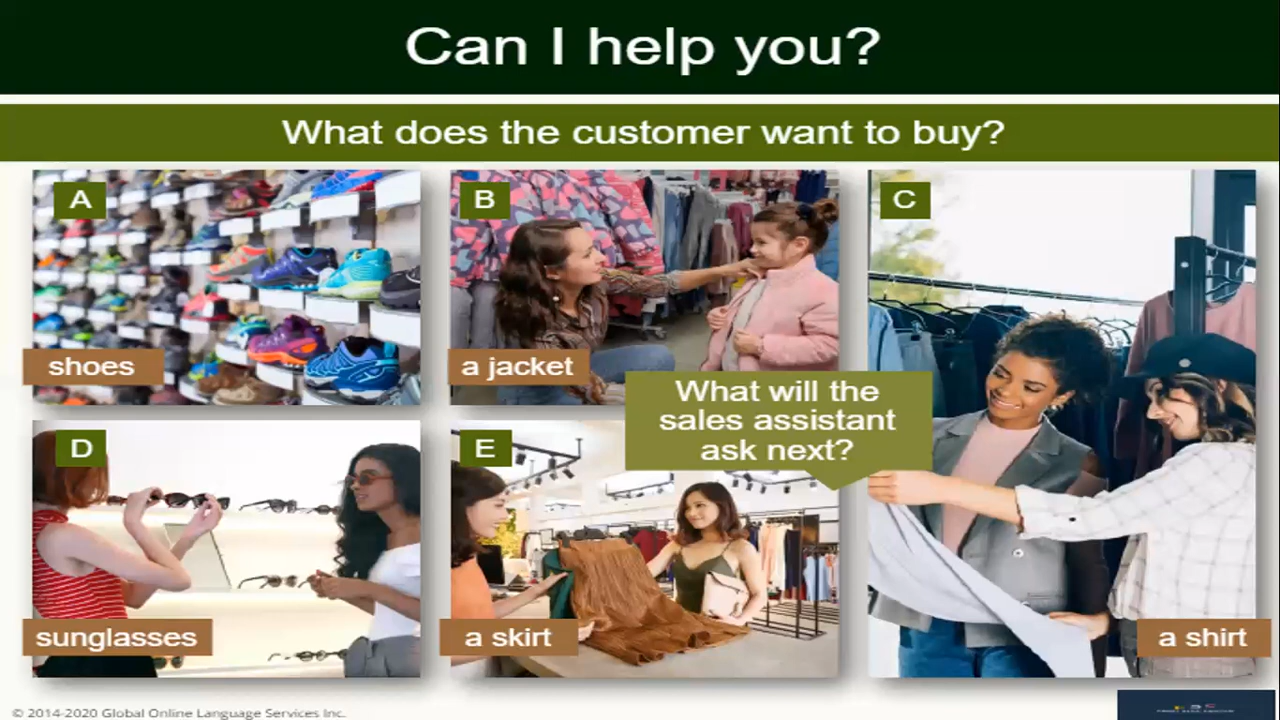 Can I help you?
What does the customer want to buy?
A
shoes
B
a jacket
C
a shirt
D
sunglasses
E
a skirt
What will the
sales assistant
ask next?
© 2014-2020 Global Online Language Services Inc.